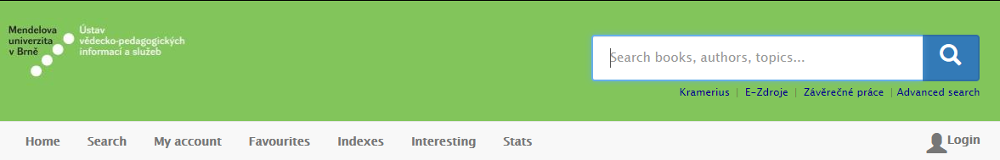 Mendelova
univerzita
v Brně
Ústav
vědecko-pedagogických
informací a služeb
Search books, authors, topics...
Kramerius | E-Zdroje | Závěrečné práce | Advanced search
Home Search My account Favourites Indexes Interesting Stats Login